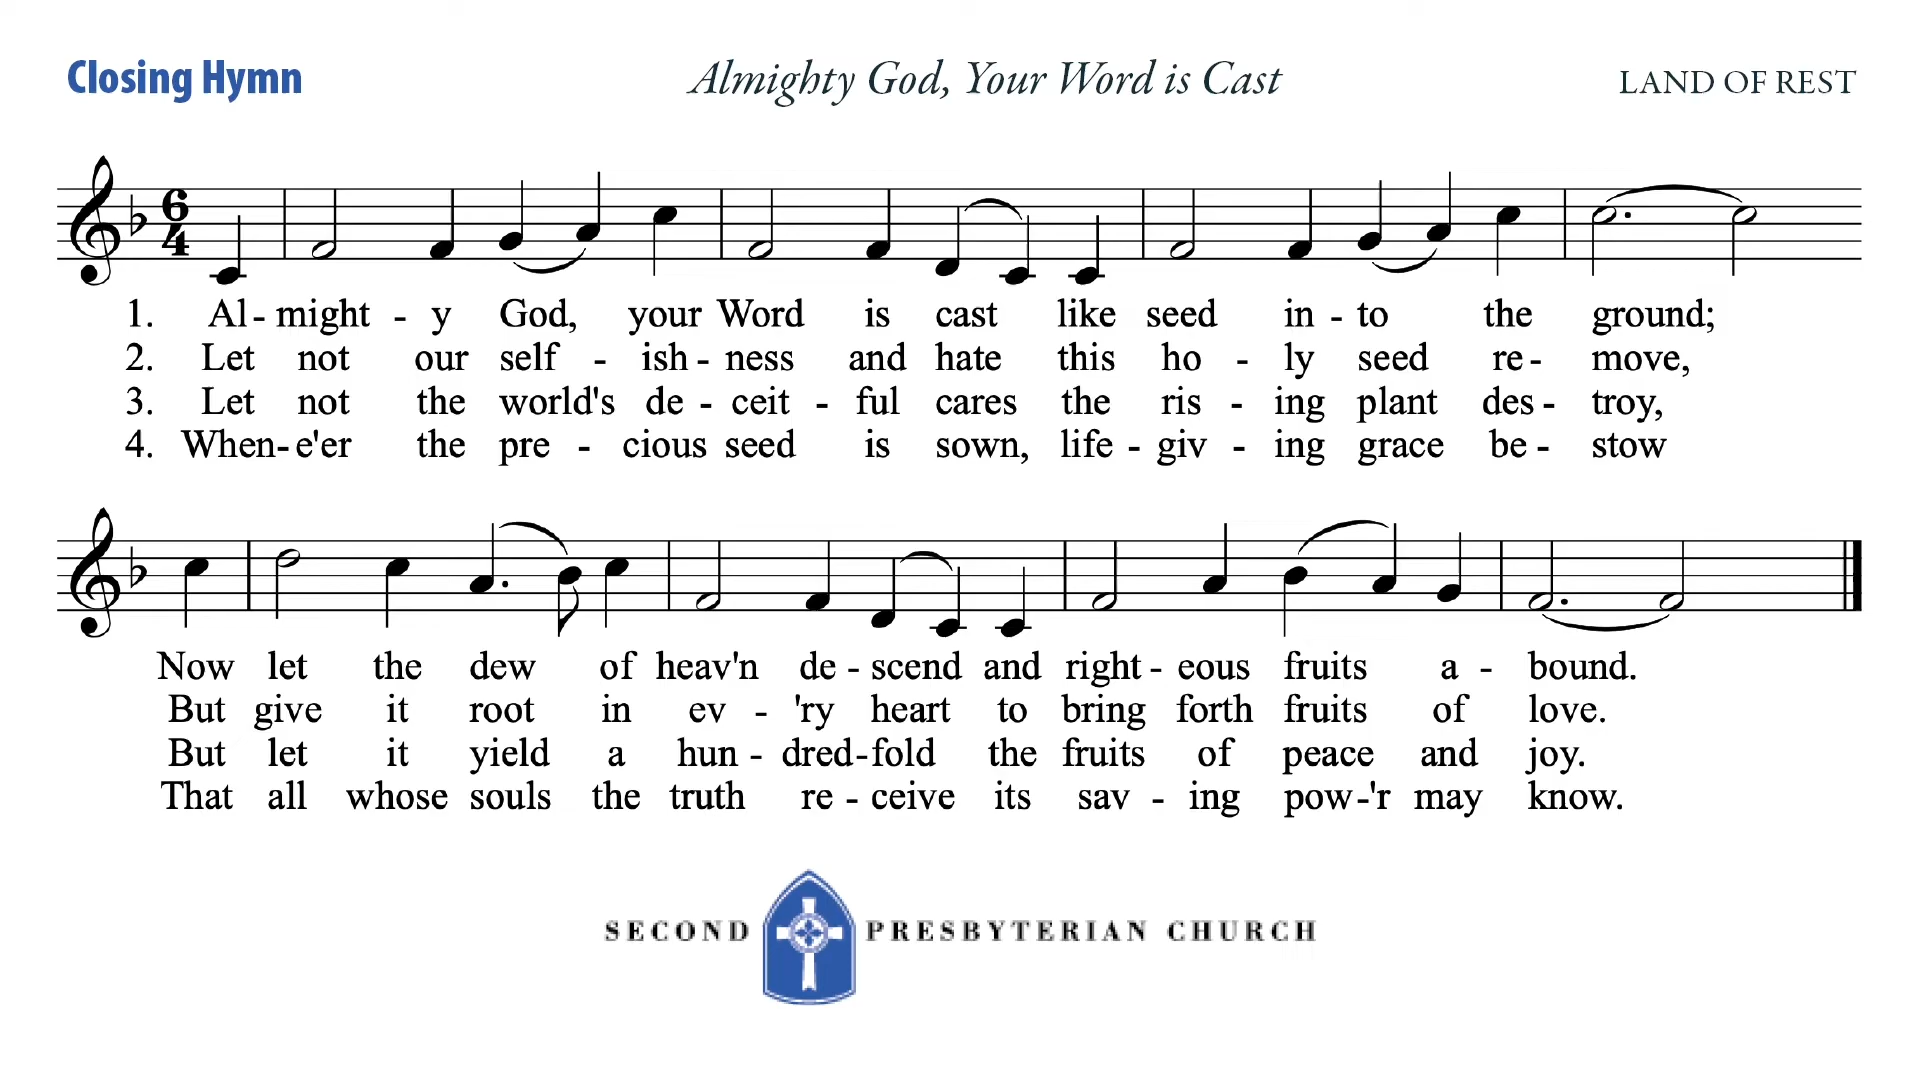 Closing Hymn Almighty God, Your Word is Cast LAND OF REST
6
4
1. Al - might - y God, your Word is cast like seed in - to the ground;
2. Let not our self - ish - ness and hate this ho - ly seed re - move,
3. Let not the world's de - ceit - ful cares the ris - ing plant des - troy,
4. When - e'er the pre - cious seed is sown, life - giv - ing grace be - stow
Now let the dew of heav'n de - scend and right - eous fruits a - bound.
But give it root in ev - 'ry heart to bring forth fruits of love.
But let it yield a hun - dred - fold the fruits of peace and joy.
That all whose souls the truth re - ceive its sav - ing pow - 'r may know.
SECOND PRESBYTERIAN CHURCH